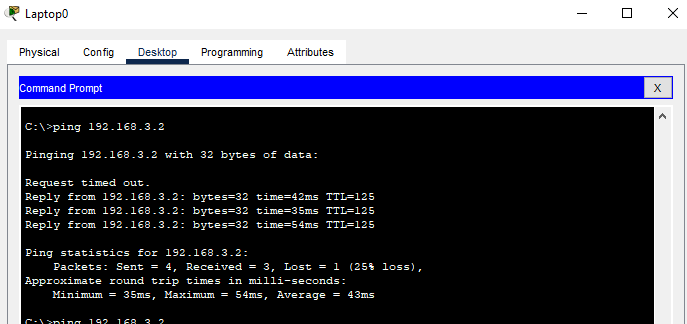 Laptop0
Physical Config Desktop Programming Attributes
Command Prompt X
C:\>ping 192.168.3.2
Pinging 192.168.3.2 with 32 bytes of data:
Request timed out.
Reply from 192.168.3.2: bytes=32 time=42ms TTL=125
Reply from 192.168.3.2: bytes=32 time=35ms TTL=125
Reply from 192.168.3.2: bytes=32 time=54ms TTL=125
Ping statistics for 192.168.3.2:
Packets: Sent = 4, Received = 3, Lost = 1 (25% loss),
Approximate round trip times in milli-seconds:
Minimum = 35ms, Maximum = 54ms, Average = 43ms
C:\>ping 192.168.3.2